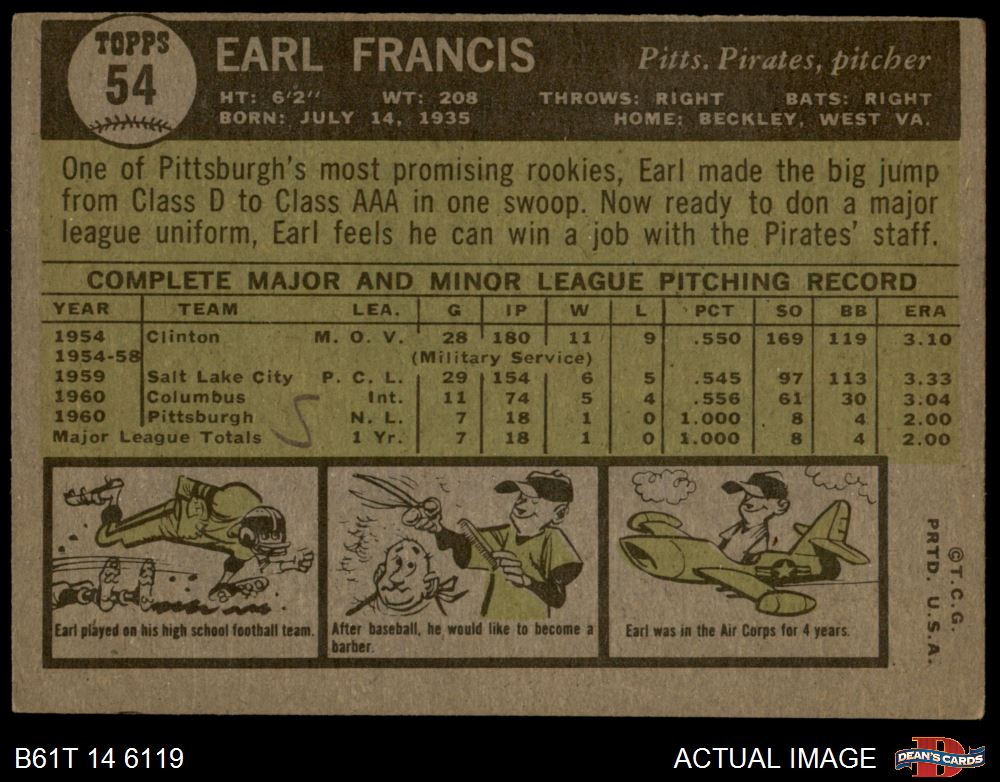 TOPPS
54
EARL FRANCIS
Pitts. Pirates, pitcher
HT: 6'2" WT: 208 THROWS: RIGHT BATS: RIGHT
BORN: JULY 14, 1935 HOME: BECKLEY, WEST VA.
One of Pittsburgh's most promising rookies, Earl made the big jump
from Class D to Class AAA in one swoop. Now ready to don a major
league uniform, Earl feels he can win a job with the Pirates' staff.
COMPLETE MAJOR AND MINOR LEAGUE PITCHING RECORD
YEAR TEAM LEA. G IP W L PCT SO BB ERA
1954 Clinton M. O. V. 28 180 11 9 .550 169 119 3.10
1954-58 (Military Service)
1959 Salt Lake City P. C. L. 29 154 6 5 .545 97 113 3.33
1960 Columbus Int. 11 74 5 4 .556 61 30 3.04
1960 Pittsburgh N. L. 7 18 1 0 1.000 8 4 2.00
Major League Totals 1 Yr. 7 18 1 0 1.000 8 4 2.00
5
Earl played on his high school football team.
After baseball, he would like to become a
barber.
Earl was in the Air Corps for 4 years.
©T.C.G.
PRTD. U.S.A.
B61T 14 6119
ACTUAL IMAGE
D
DEAN'S CARDS